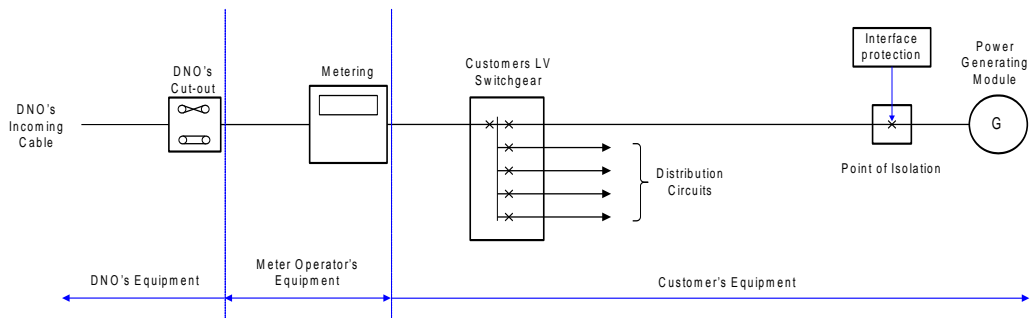 DNO's
Incoming
Cable
DNO's
Cut-out
Metering
Customers LV
Switchgear
Distribution
Circuits
Interface
protection
Point of Isolation
Power
Generating
Module
G
DNO's Equipment
Meter Operator's
Equipment
Customer's Equipment